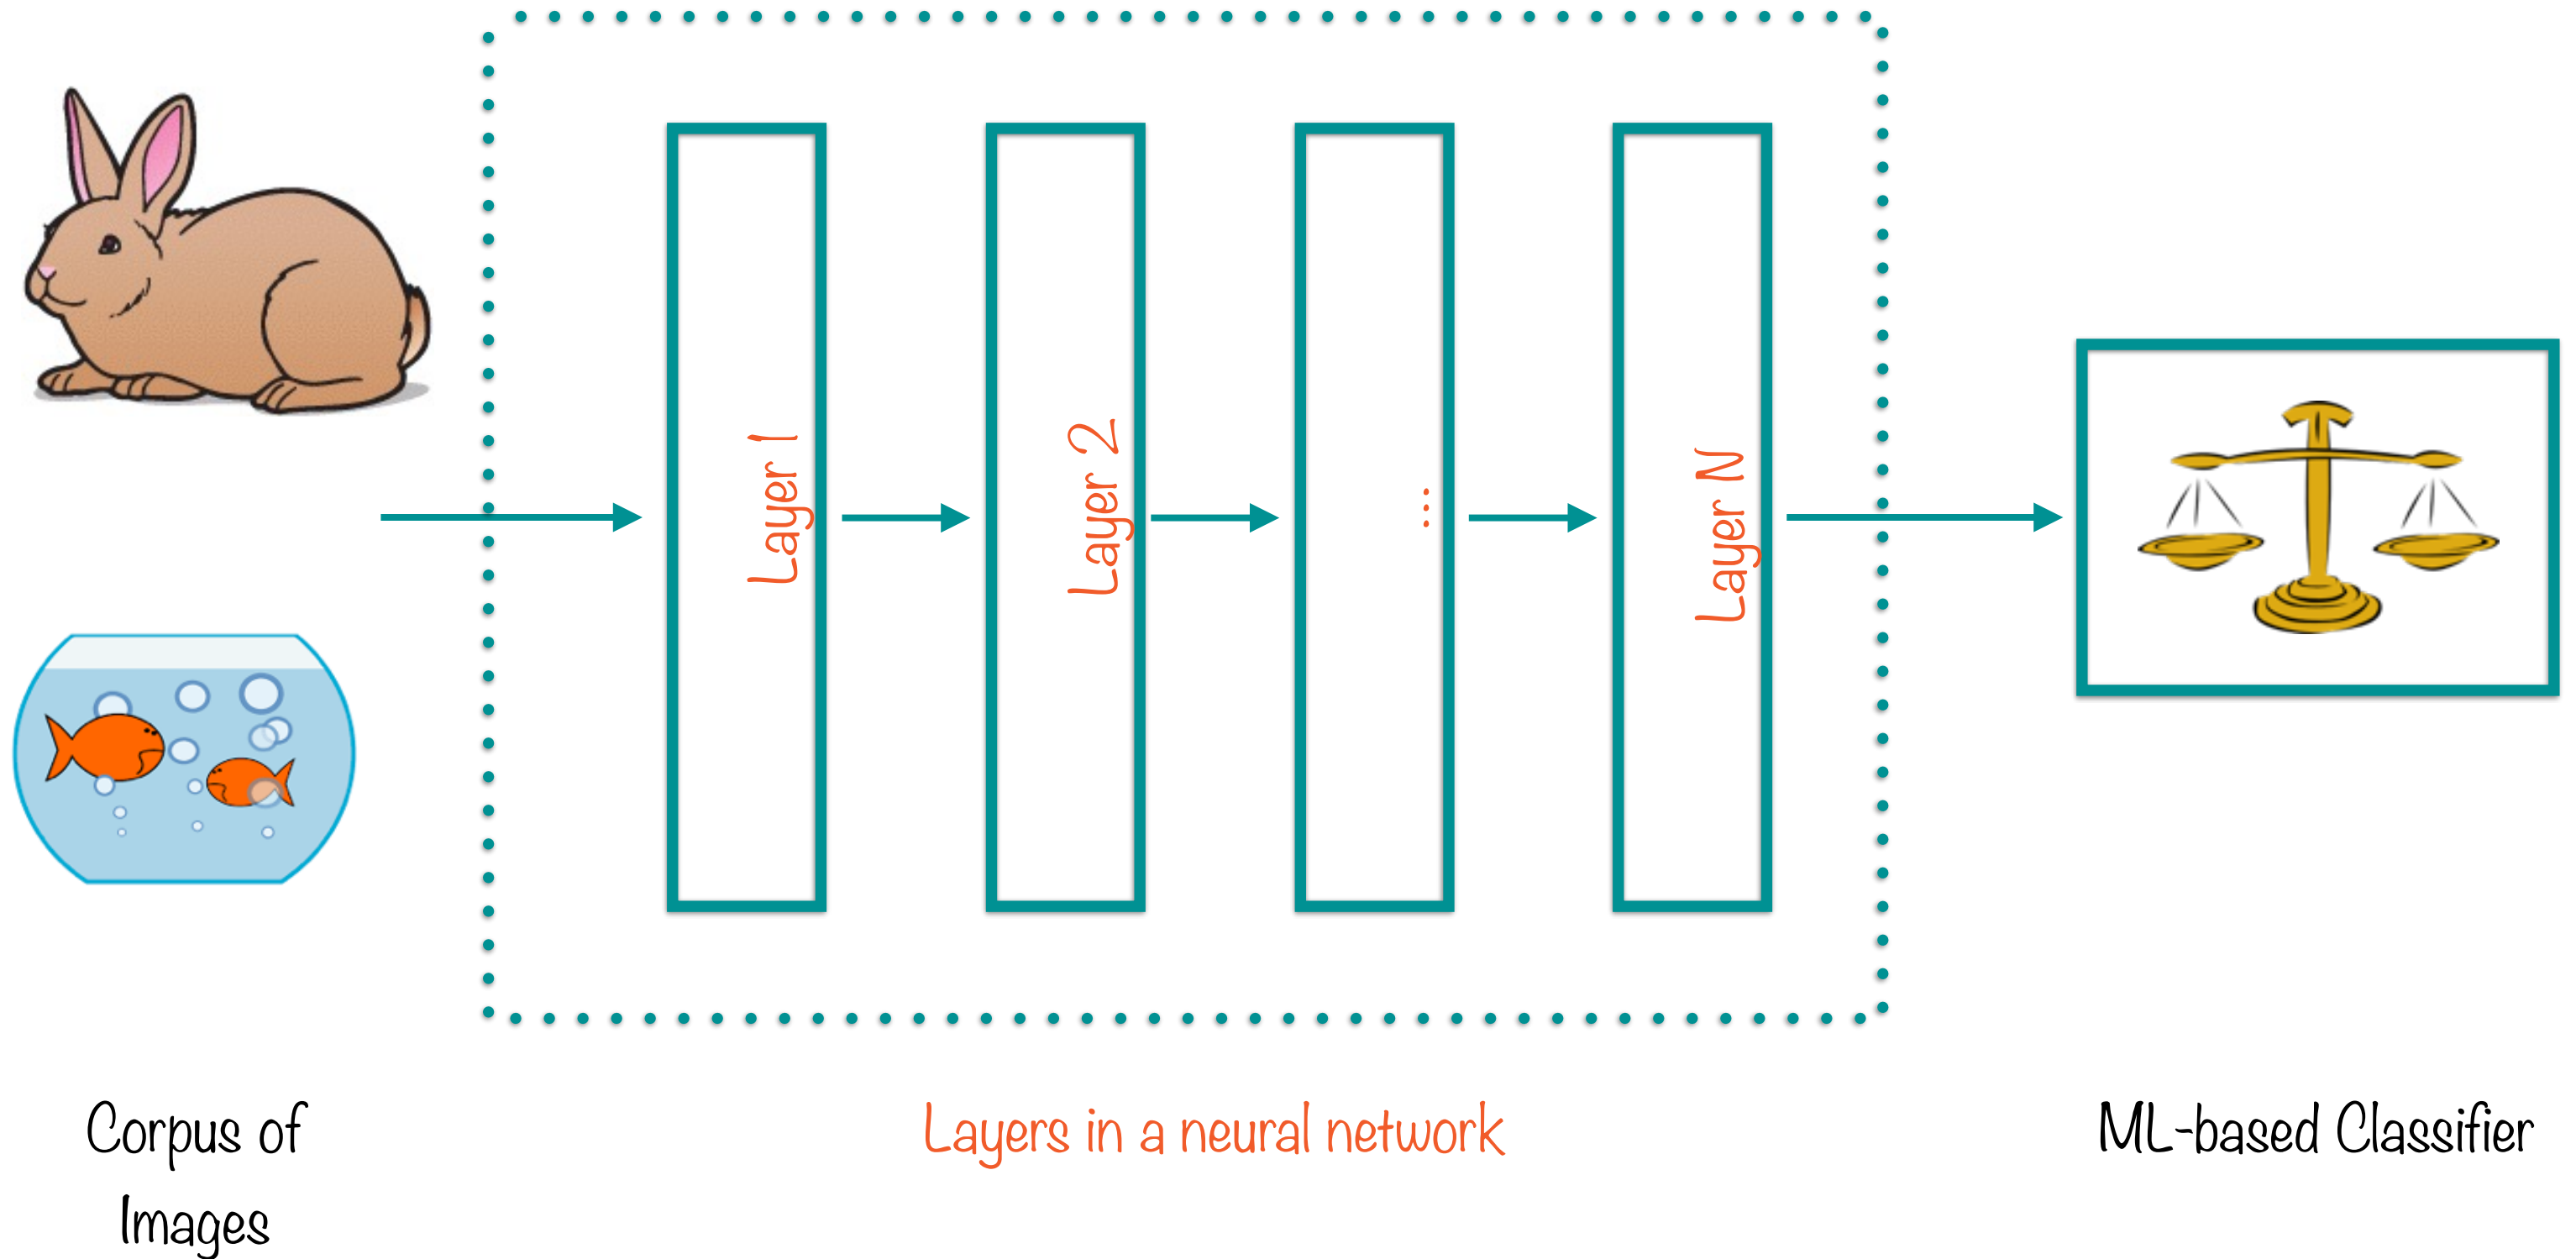 Layer 1
Layer 2
...
Layer N
Corpus of
Images
Layers in a neural network
ML-based Classifier